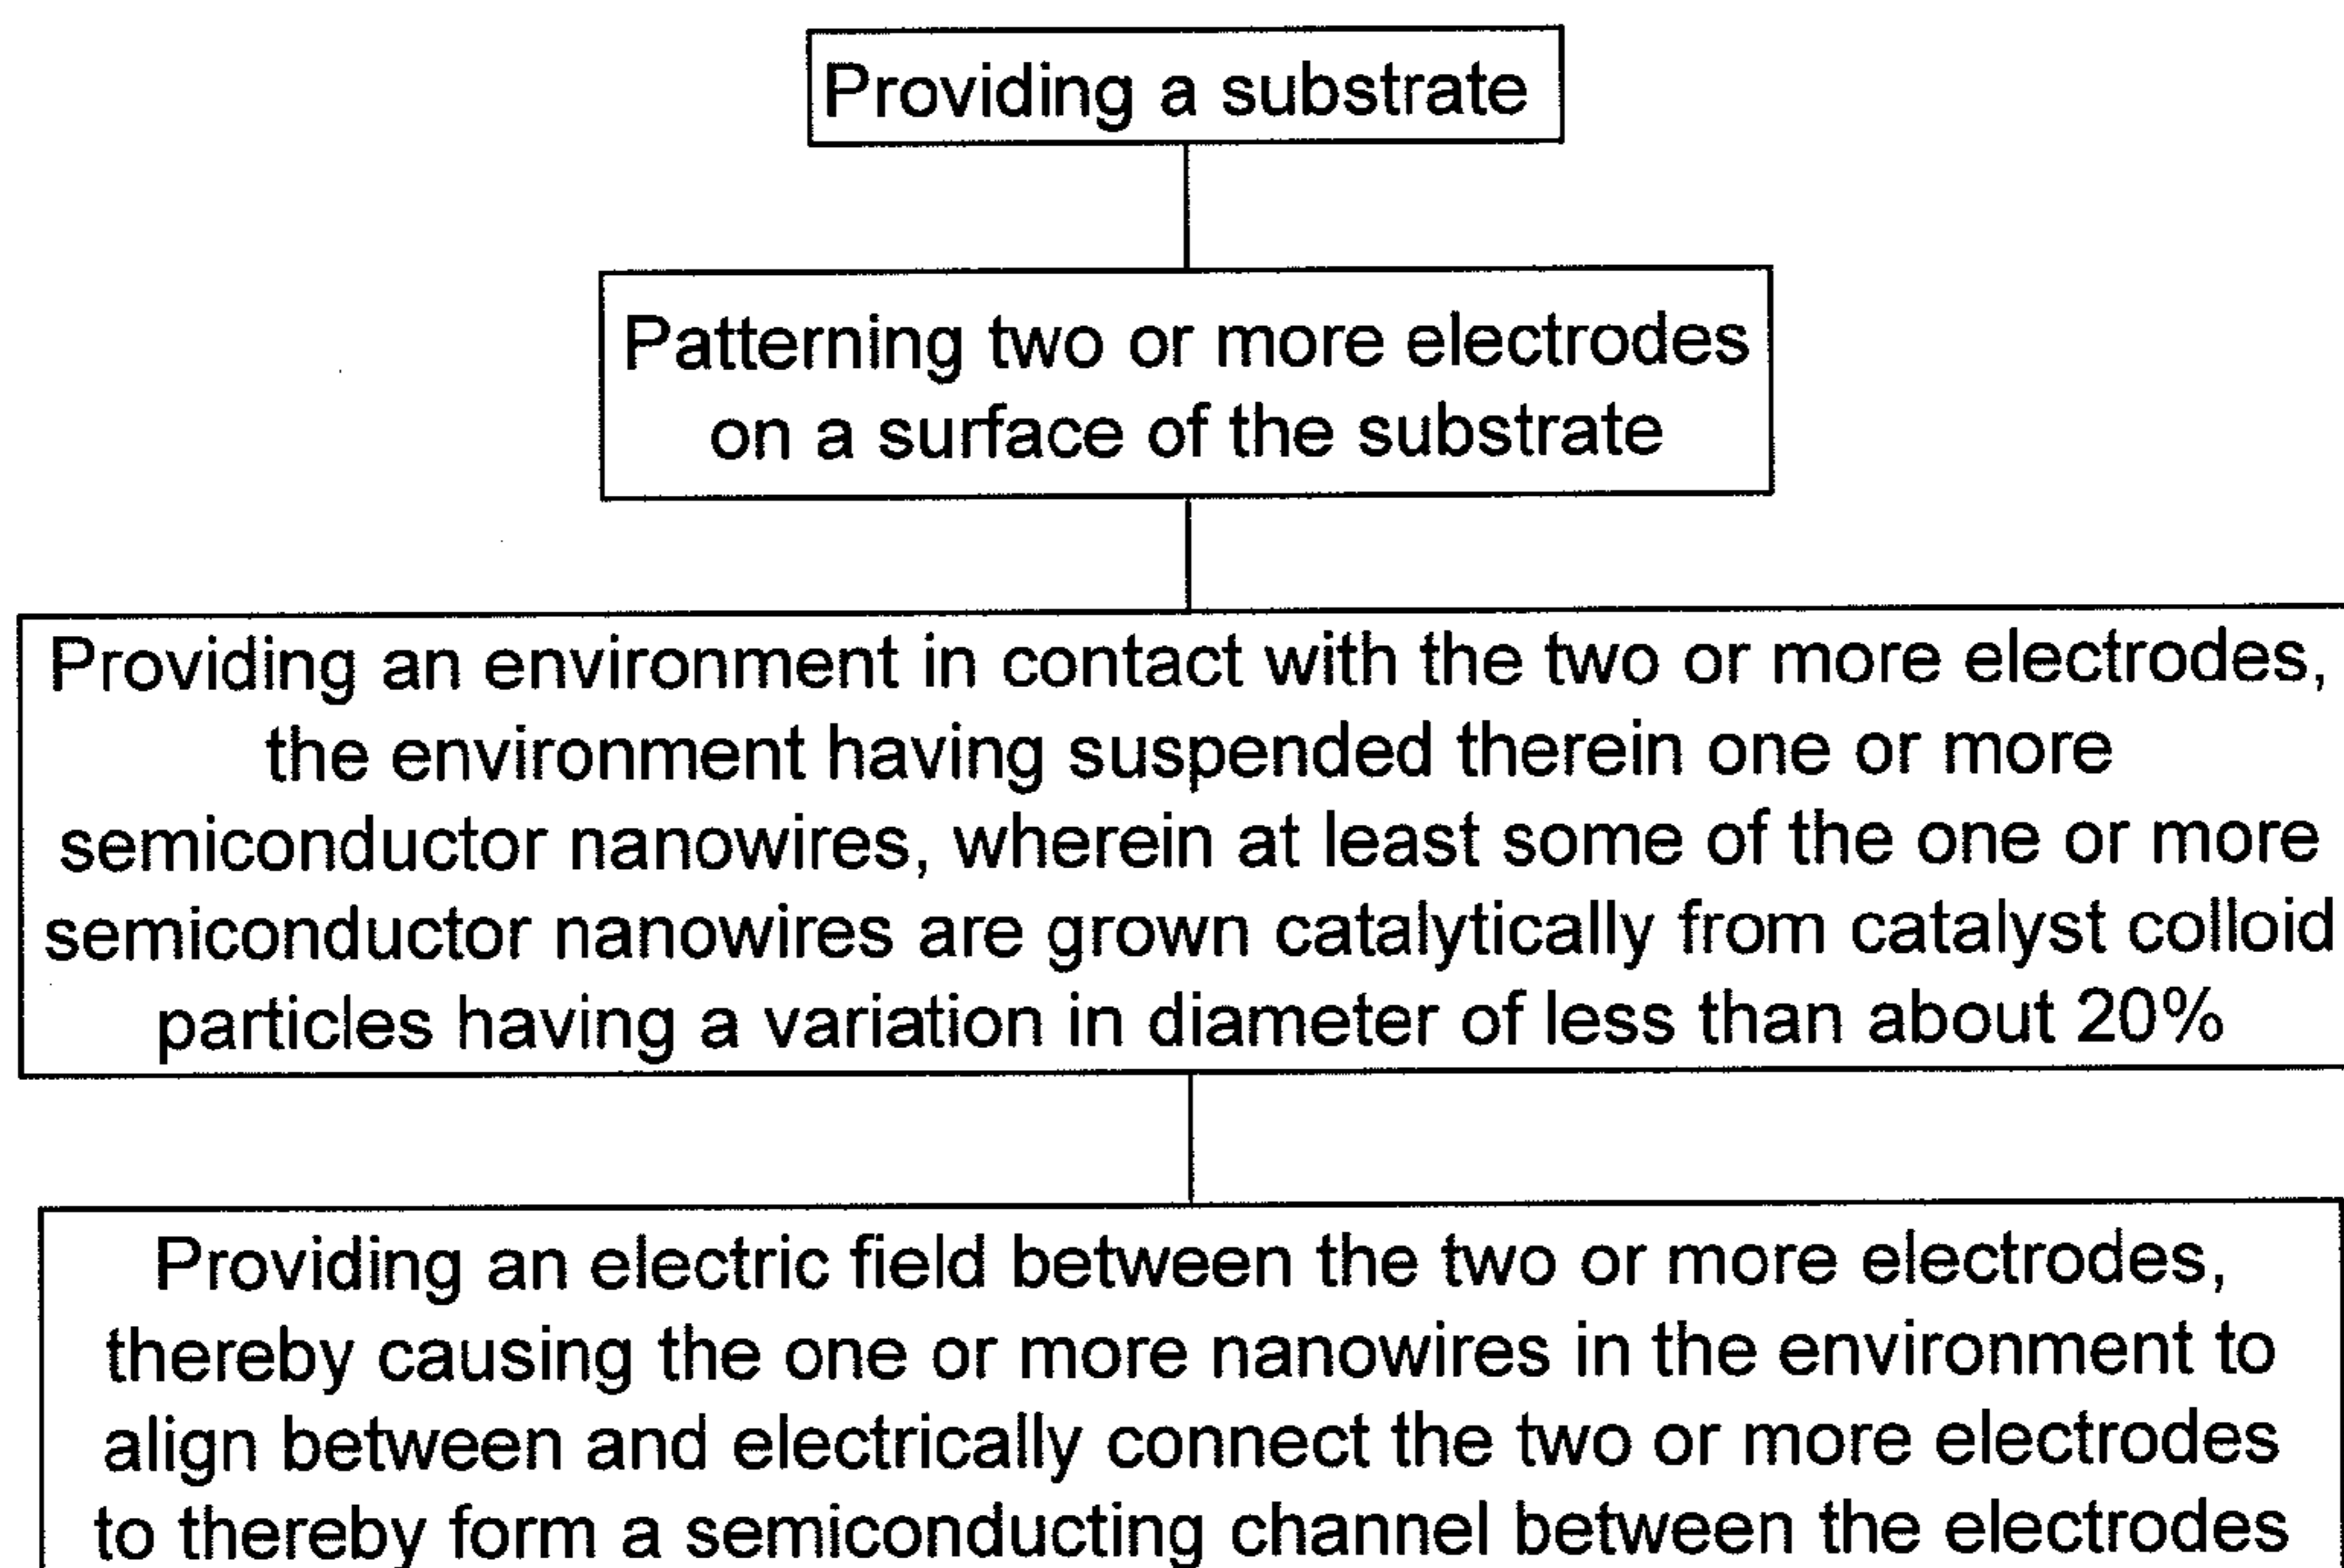 Providing a substrate
Patterning two or more electrodes
on a surface of the substrate
Providing an environment in contact with the two or more electrodes,
the environment having suspended therein one or more
semiconductor nanowires, wherein at least some of the one or more
semiconductor nanowires are grown catalytically from catalyst colloid
particles having a variation in diameter of less than about 20%
Providing an electric field between the two or more electrodes,
thereby causing the one or more nanowires in the environment to
align between and electrically connect the two or more electrodes
to thereby form a semiconducting channel between the electrodes